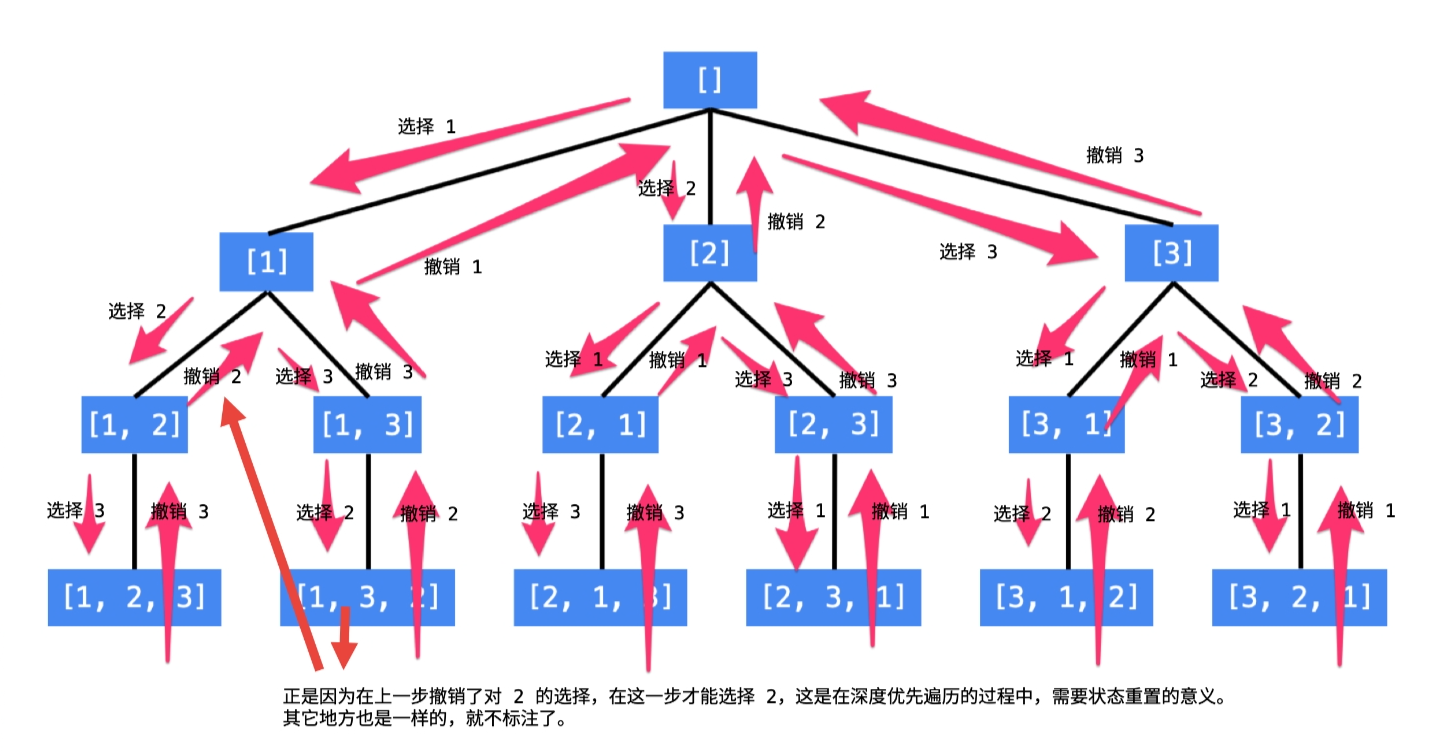 []
选择 1
撤销 3
选择 2
撤销 2
撤销 1
选择 3
[1]
[2]
[3]
选择 2
撤销 2
选择 3
撤销 3
选择 1
撤销 1
选择 3
撤销 3
选择 1
撤销 1
选择 2
撤销 2
[1, 2]
[1, 3]
[2, 1]
[2, 3]
[3, 1]
[3, 2]
选择 3
撤销 3
选择 2
撤销 2
选择 3
撤销 3
选择 1
撤销 1
选择 2
撤销 2
选择 1
撤销 1
[1, 2, 3]
[1, 3, 2]
[2, 1, 3]
[2, 3, 1]
[3, 1, 2]
[3, 2, 1]
正是因为在上一步撤销了对 2 的选择，在这一步才能选择 2，这是在深度优先遍历的过程中，需要状态重置的意义。
其它地方也是一样的，就不标注了。